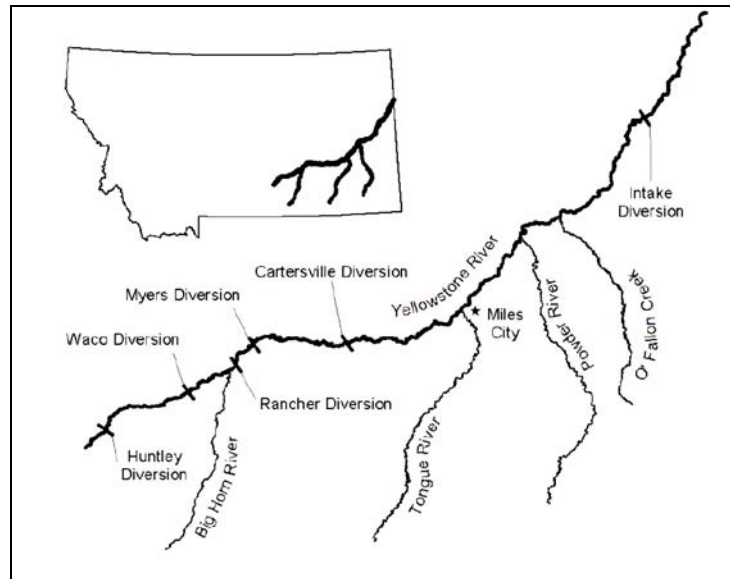 Intake
Diversion
Yellowstone River
Cartersville Diversion
Myers Diversion
Miles
City
Waco Diversion
Powder River
O' Fallon Creek
Rancher Diversion
Huntley
Diversion
Big Horn River
Tongue River